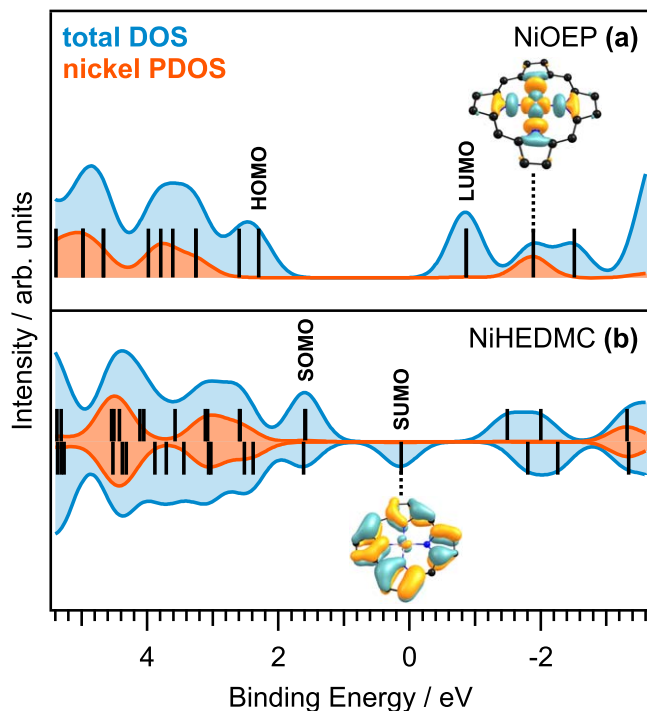 total DOS
nickel PDOS
NiOEP (a)
HOMO
LUMO
NiHEDMC (b)
SOMO
SUMO
Intensity / arb. units
4 2 0 -2
Binding Energy / eV